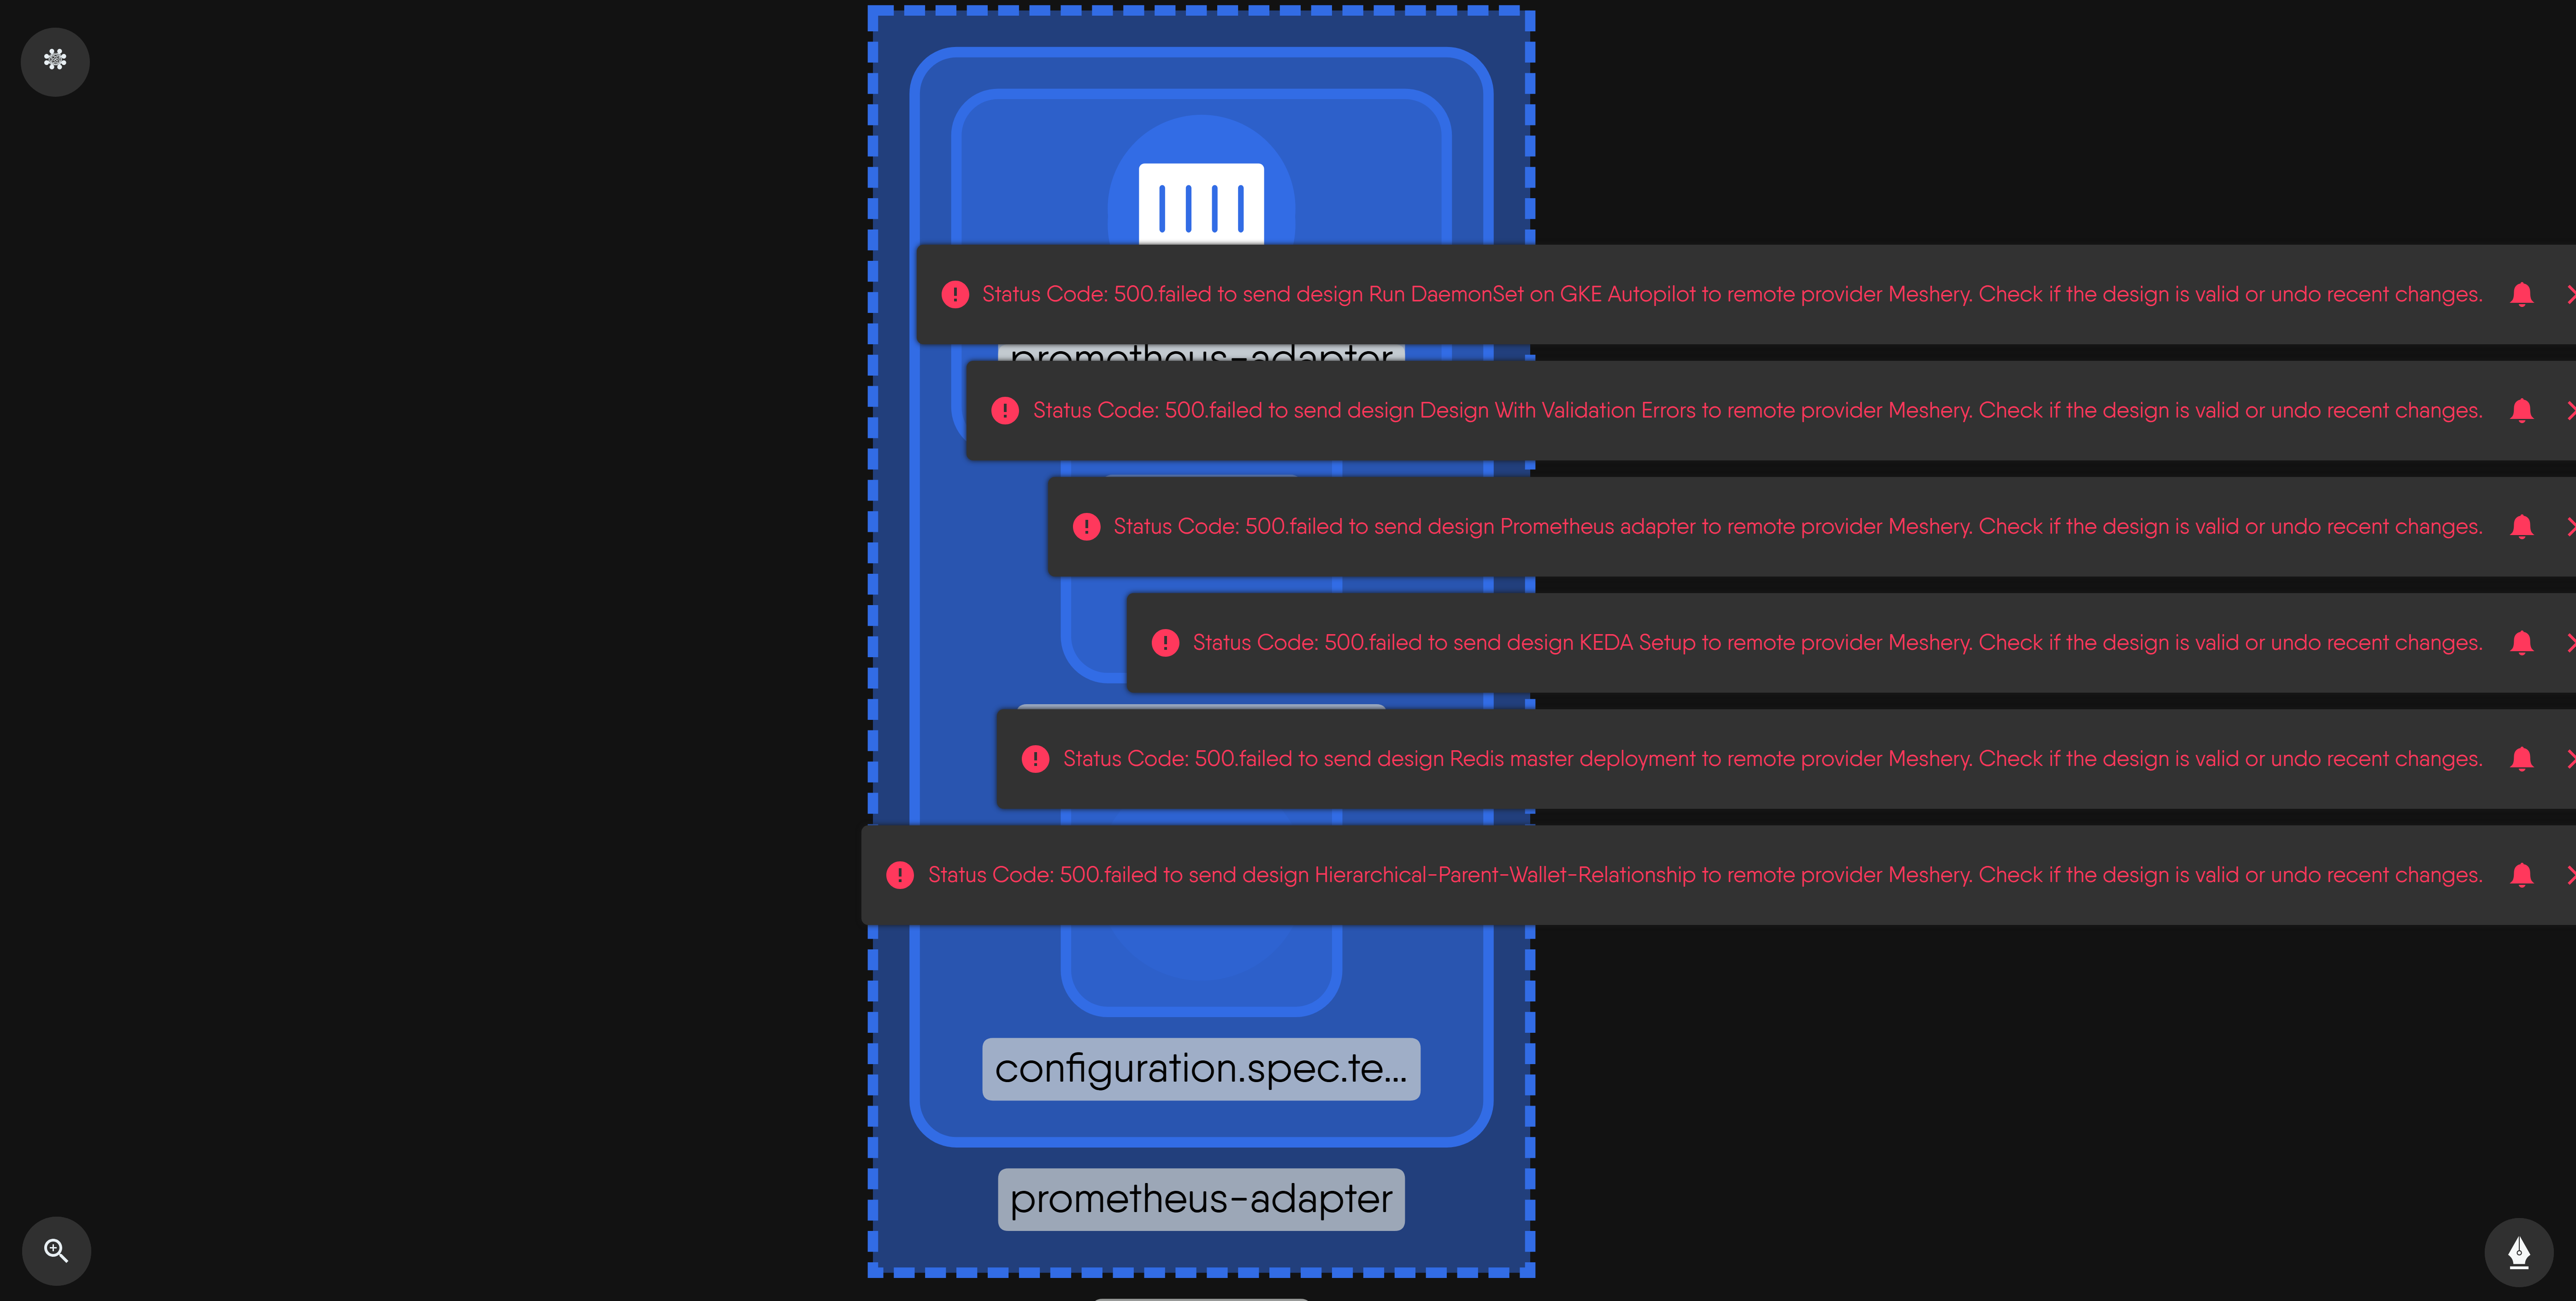 Status Code: 500.failed to send design Run DaemonSet on GKE Autopilot to remote provider Meshery. Check if the design is valid or undo recent changes.
prometheus-adapter
Status Code: 500.failed to send design Design With Validation Errors to remote provider Meshery. Check if the design is valid or undo recent changes.
Status Code: 500.failed to send design Prometheus adapter to remote provider Meshery. Check if the design is valid or undo recent changes.
Status Code: 500.failed to send design KEDA Setup to remote provider Meshery. Check if the design is valid or undo recent changes.
Status Code: 500.failed to send design Redis master deployment to remote provider Meshery. Check if the design is valid or undo recent changes.
Status Code: 500.failed to send design Hierarchical-Parent-Wallet-Relationship to remote provider Meshery. Check if the design is valid or undo recent changes.
configuration.spec.te...
prometheus-adapter